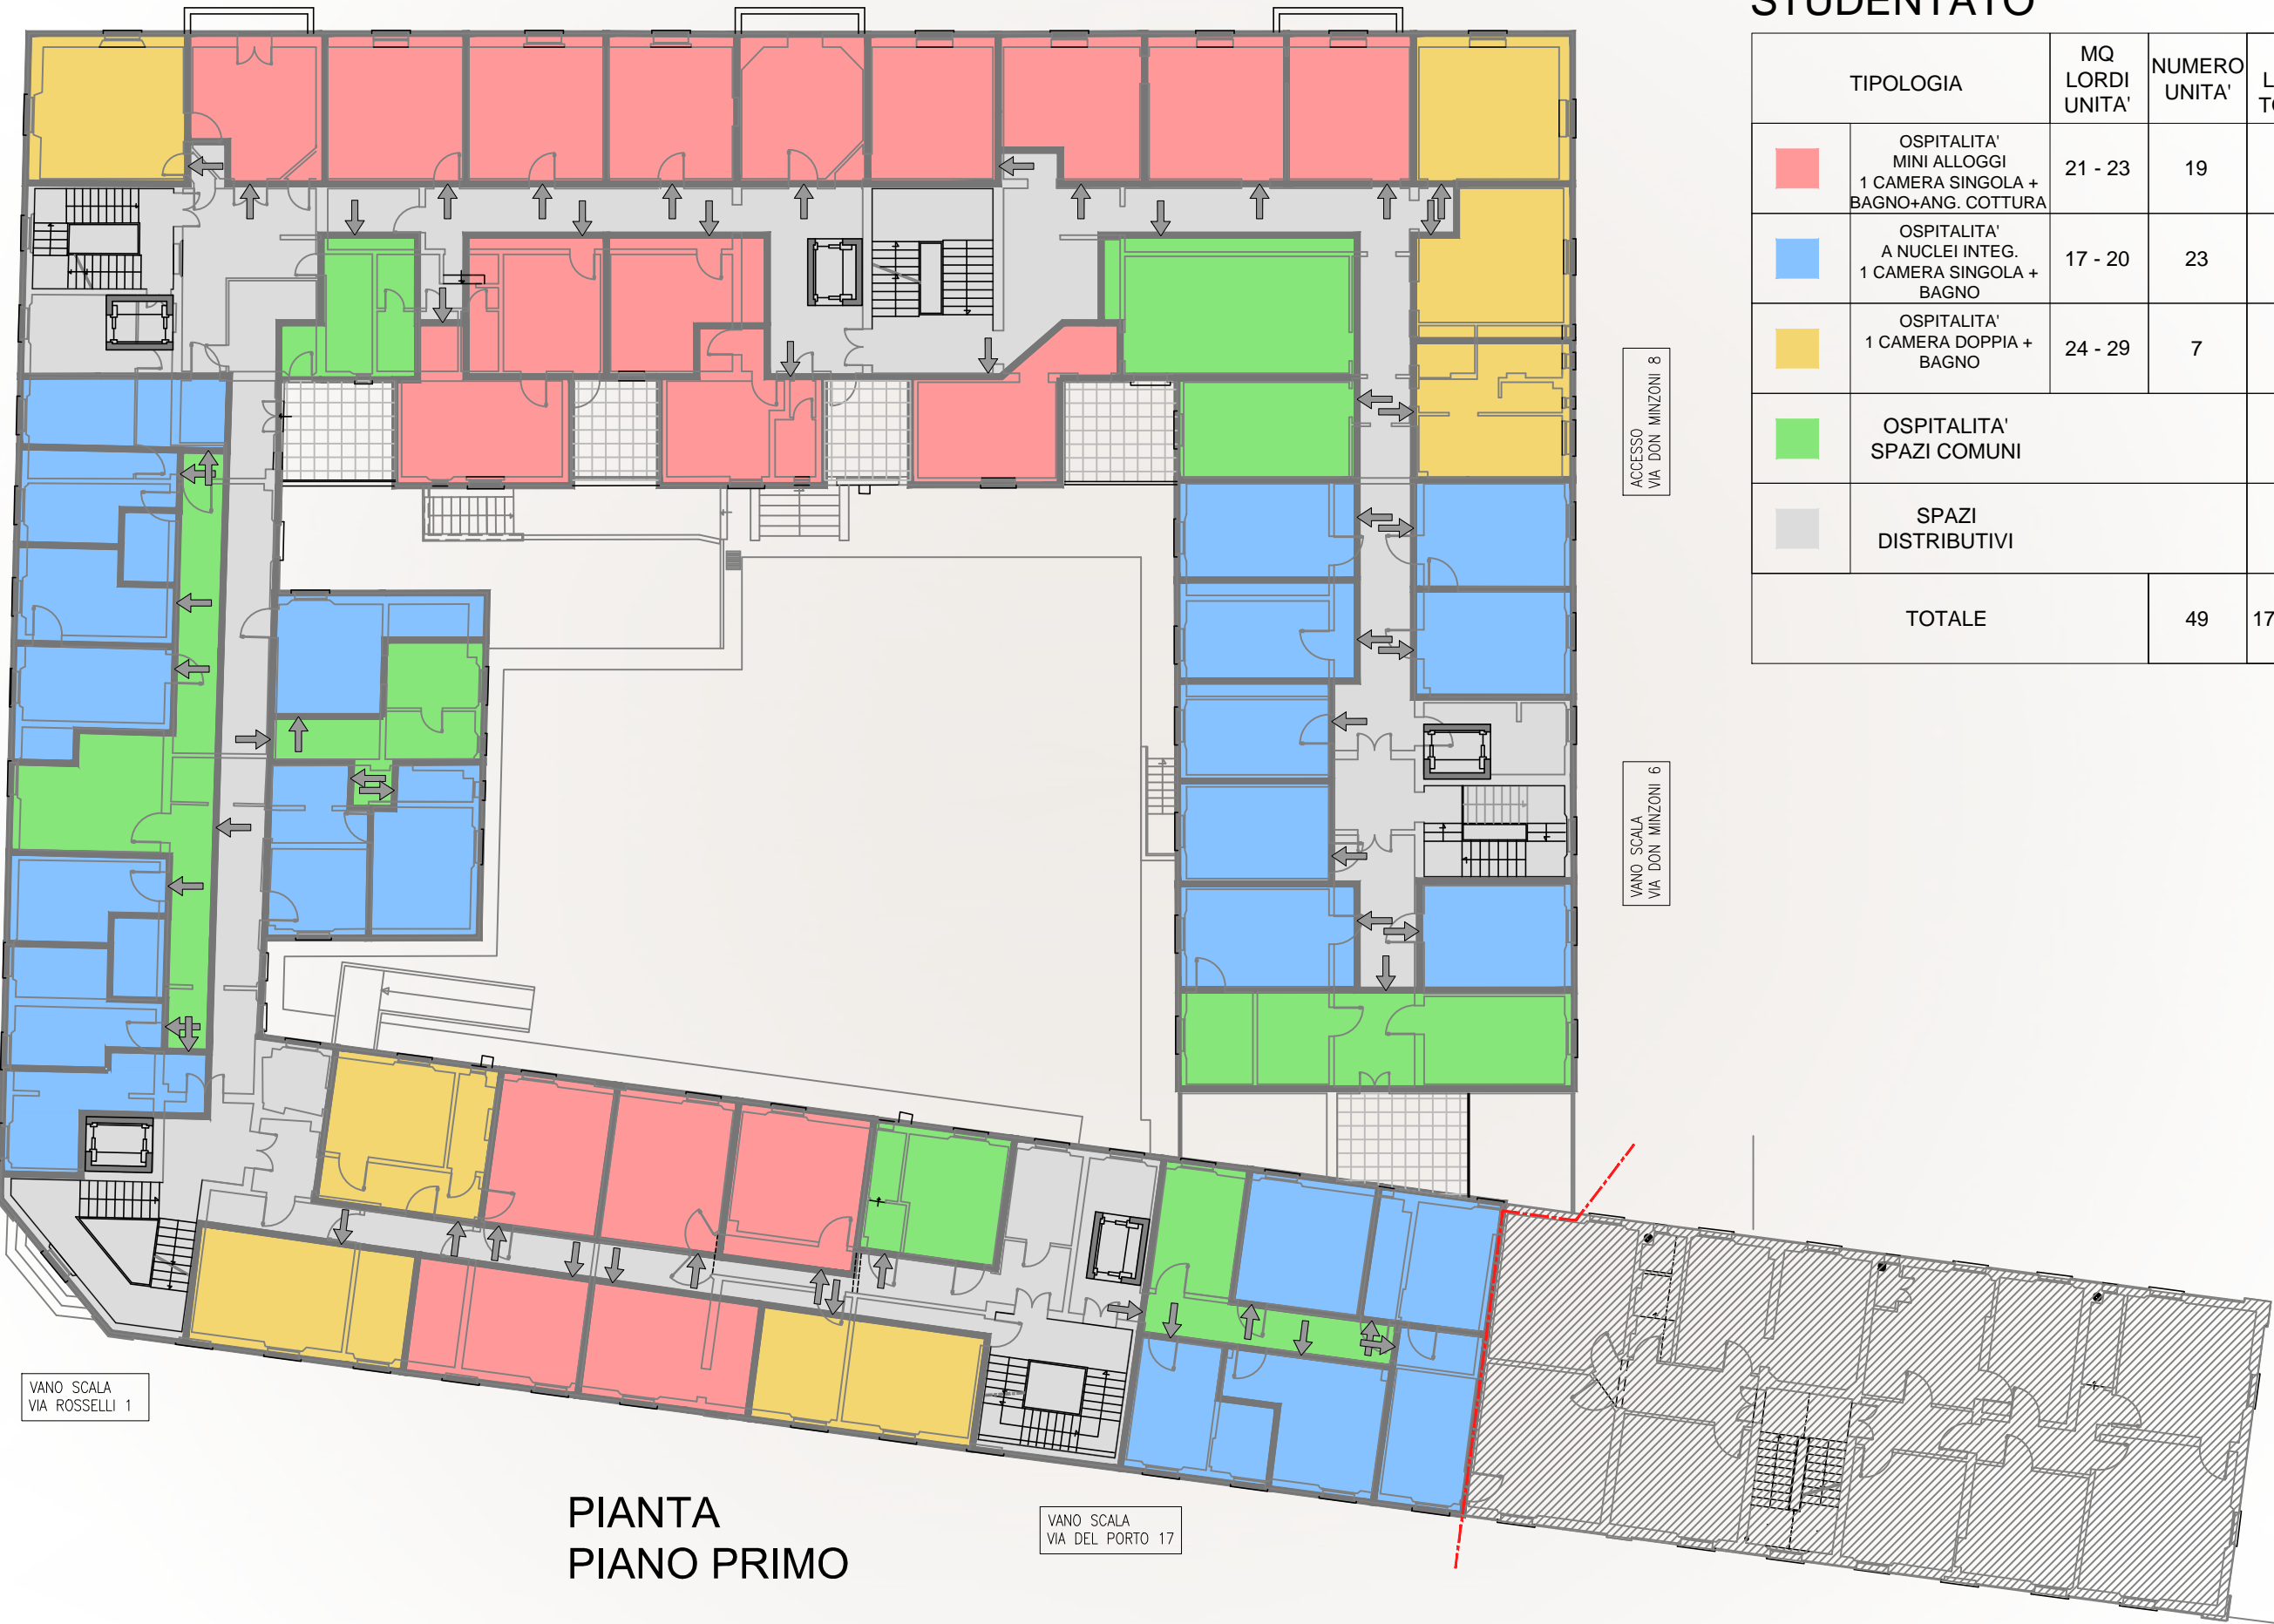 STUDENTATO
TIPOLOGIA
MQ
LORDI
UNITA'
NUMERO
UNITA'
OSPITALITA'
MINI ALLOGGI
1 CAMERA SINGOLA +
BAGNO+ANG. COTTURA
21 - 23
19
OSPITALITA'
A NUCLEI INTEG.
1 CAMERA SINGOLA +
BAGNO
17 - 20
23
OSPITALITA'
1 CAMERA DOPPIA +
BAGNO
24 - 29
7
OSPITALITA'
SPAZI COMUNI
SPAZI
DISTRIBUTIVI
TOTALE
49
17
ACCESSO
VIA DON MINZONI 8
VANO SCALA
VIA DON MINZONI 6
VANO SCALA
VIA ROSSELLI 1
VANO SCALA
VIA DEL PORTO 17
PIANTA
PIANO PRIMO